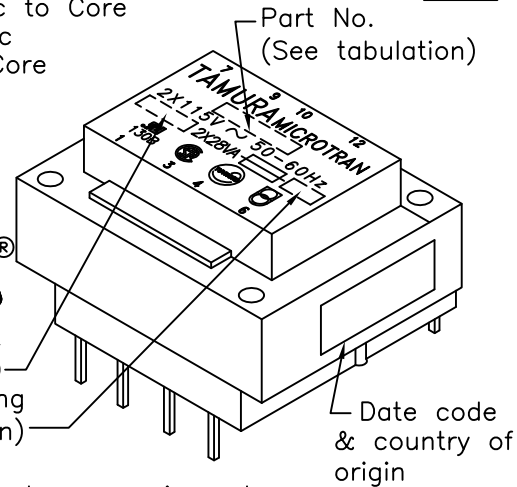 c to Core
c
Core
Part No.
(See tabulation)
7
9
10
12
TAMURA MICROTRAN
2X115V ~ 50-60Hz
130B
2X28VA
1
3
4
6
®
)
ng
n)
Date code
& country of
origin